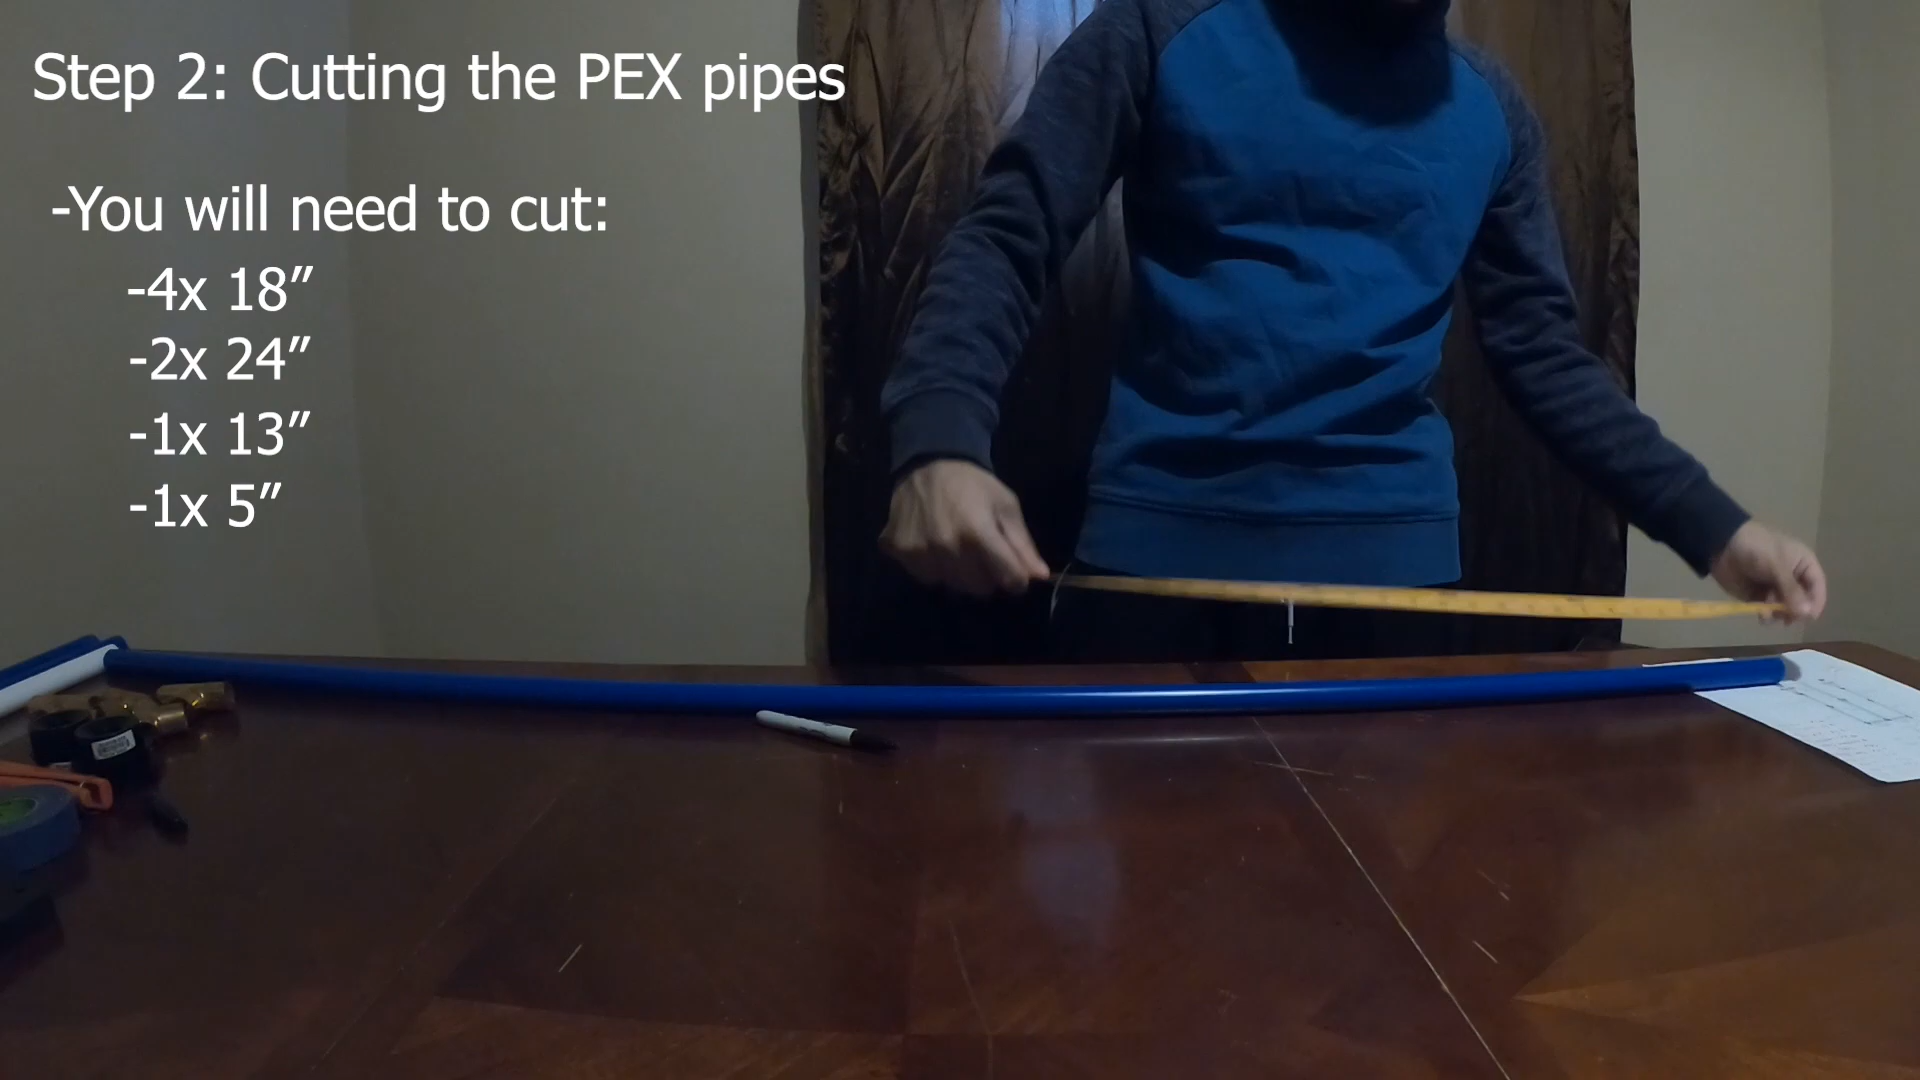 Step 2: Cutting the PEX pipes
-You will need to cut:
-4x 18”
-2x 24”
-1x 13”
-1x 5”